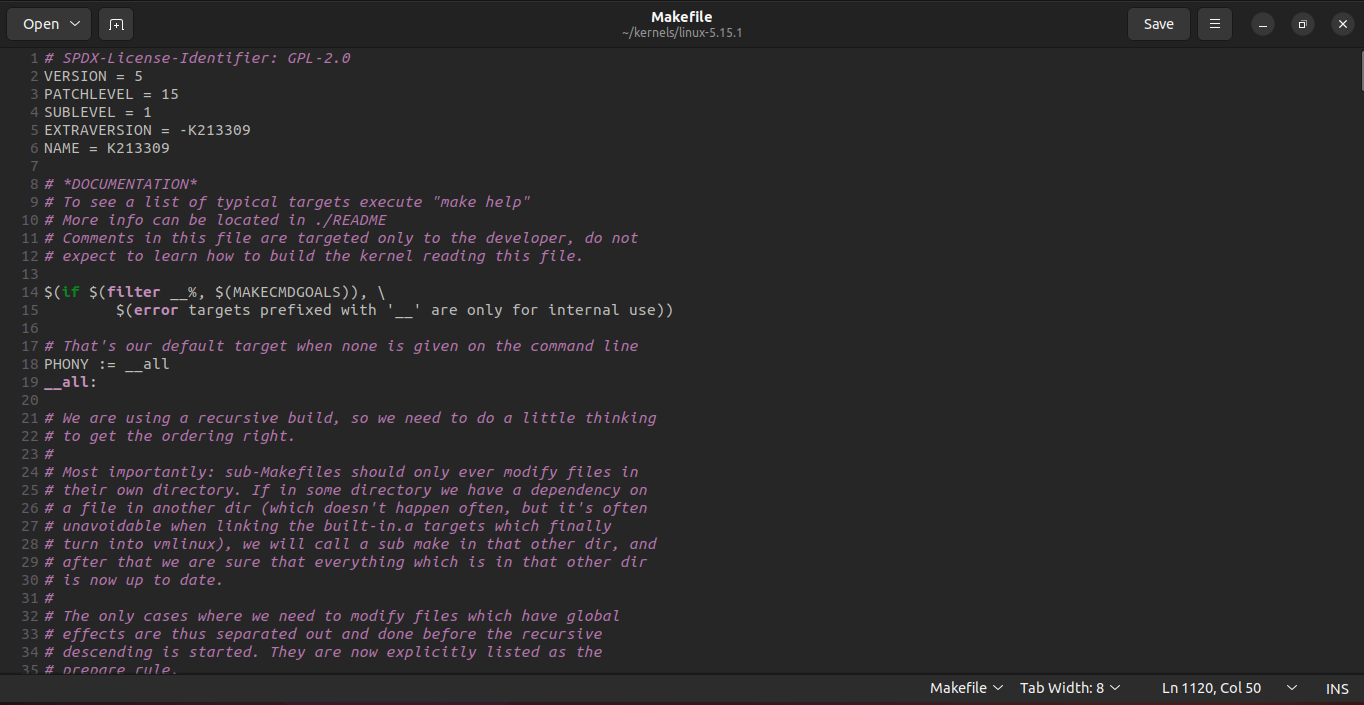 Open
Makefile
~/kernels/linux-5.15.1
Save
1 # SPDX-License-Identifier: GPL-2.0
2 VERSION = 5
3 PATCHLEVEL = 15
4 SUBLEVEL = 1
5 EXTRAVERSION = -K213309
6 NAME = K213309
7
8 # *DOCUMENTATION*
9 # To see a list of typical targets execute "make help"
10 # More info can be located in ./README
11 # Comments in this file are targeted only to the developer, do not
12 # expect to learn how to build the kernel reading this file.
13
14 $(if $(filter __%, $(MAKECMDGOALS)), \
15         $(error targets prefixed with '__' are only for internal use))
16
17 # That's our default target when none is given on the command line
18 PHONY := __all
19 __all:
20
21 # We are using a recursive build, so we need to do a little thinking
22 # to get the ordering right.
23 #
24 # Most importantly: sub-Makefiles should only ever modify files in
25 # their own directory. If in some directory we have a dependency on
26 # a file in another dir (which doesn't happen often, but it's often
27 # unavoidable when linking the built-in.a targets which finally
28 # turn into vmlinux), we will call a sub make in that other dir, and
29 # after that we are sure that everything which is in that other dir
30 # is now up to date.
31 #
32 # The only cases where we need to modify files which have global
33 # effects are thus separated out and done before the recursive
34 # descending is started. They are now explicitly listed as the
35 # prepare rule.
Makefile Tab Width: 8 Ln 1120, Col 50 INS